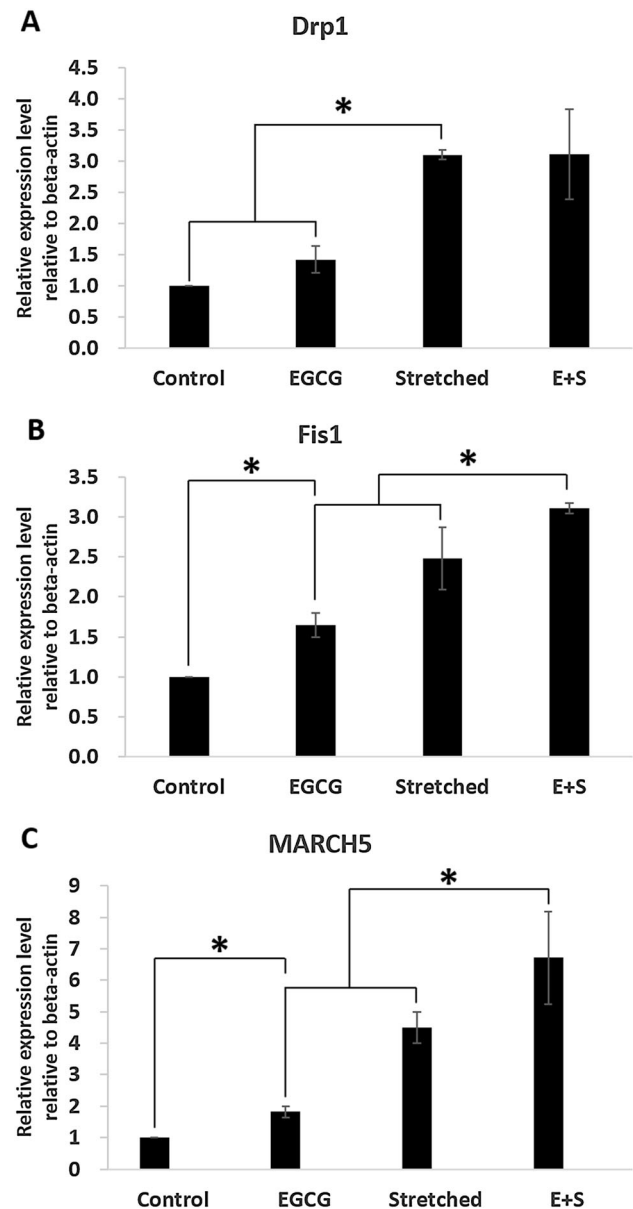 A
Drp1
Relative expression level
relative to beta-actin
4.5
4.0
3.5
3.0
2.5
2.0
1.5
1.0
0.5
0.0
*
Control EGCG Stretched E+S
B
Fis1
Relative expression level
relative to beta-actin
3.5
3.0
2.5
2.0
1.5
1.0
0.5
0.0
* *
Control EGCG Stretched E+S
C
MARCH5
Relative expression level
relative to beta-actin
9
8
7
6
5
4
3
2
1
0
* *
Control EGCG Stretched E+S